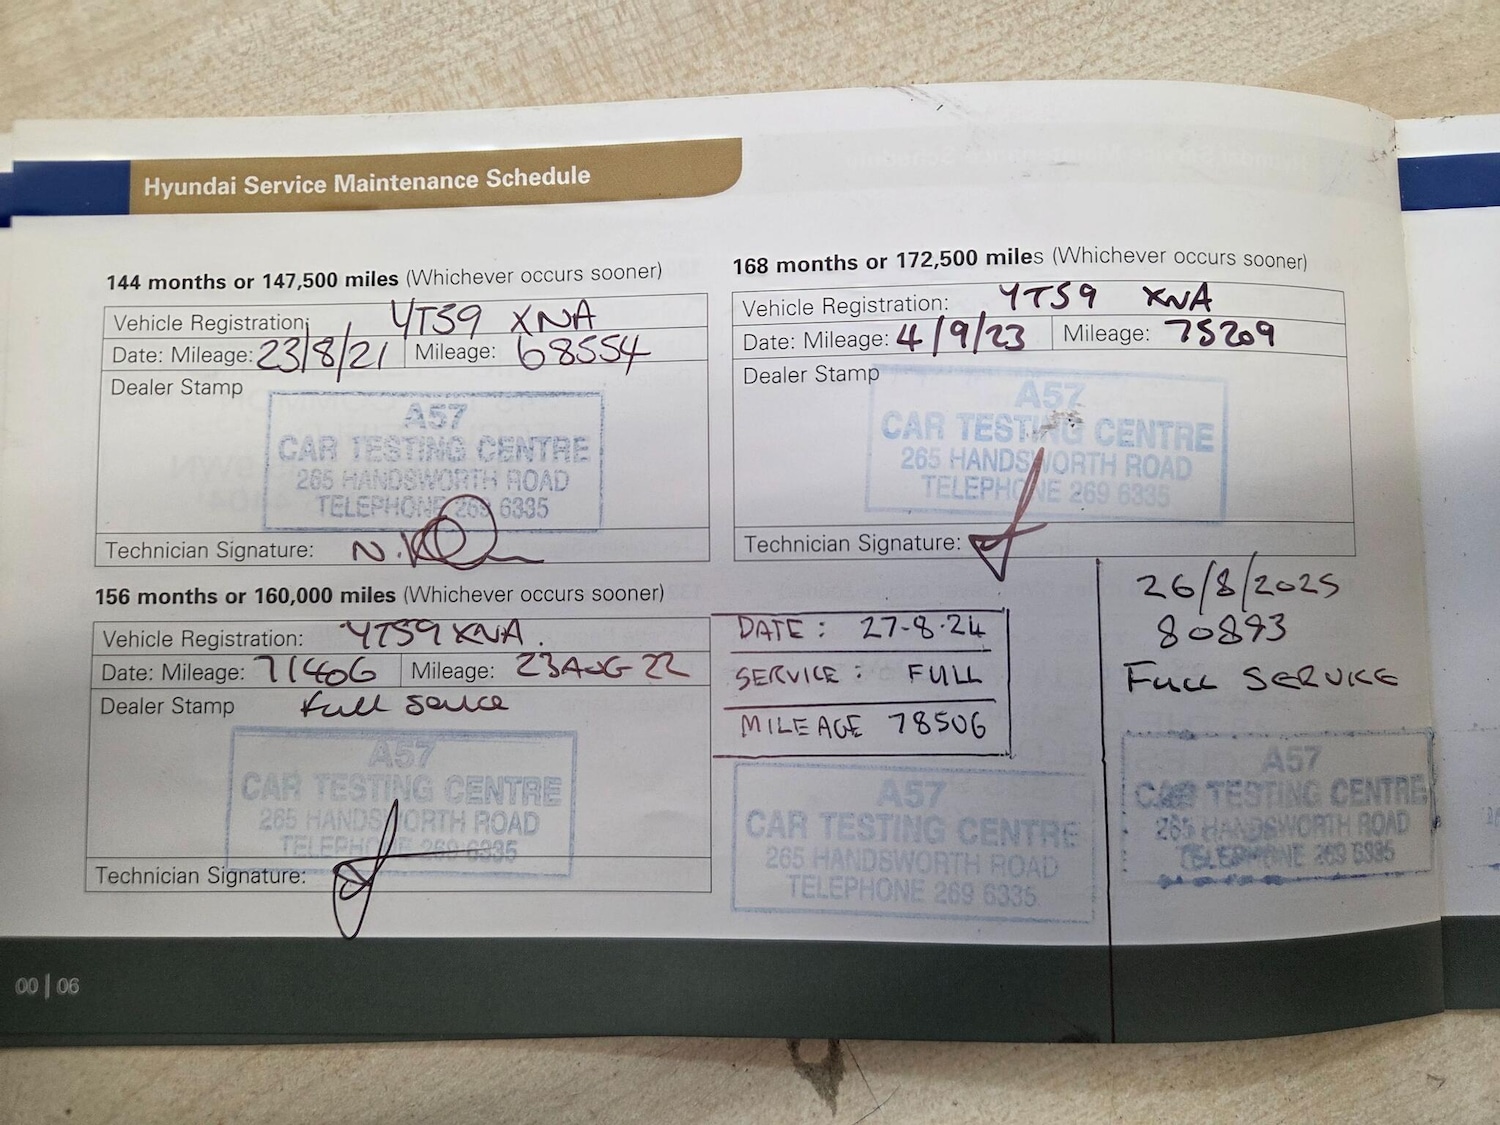 Hyundai Service Maintenance Schedule
144 months or 147,500 miles (Whichever occurs sooner)
Vehicle Registration: YT59 XNA
Date: Mileage: 23/8/21 Mileage: 68554
Dealer Stamp
A57
CAR TESTING CENTRE
265 HANDSWORTH ROAD
TELEPHONE 269 6335
Technician Signature:
156 months or 160,000 miles (Whichever occurs sooner)
Vehicle Registration: YT59 XNA.
Date: Mileage: 71406 Mileage: 23 AUG 22
Dealer Stamp full
A57
CAR TESTING CENTRE
265 HANDSWORTH ROAD
TELEPHONE 269 6335
Technician Signature:
168 months or 172,500 miles (Whichever occurs sooner)
Vehicle Registration: YT59 XNA
Date: Mileage: 4/9/23 Mileage: 75209
Dealer Stamp
A57
CAR TESTING CENTRE
265 HANDSWORTH ROAD
TELEPHONE 269 6335
Technician Signature:
DATE: 27-8-24
SERVICE: FULL
MILEAGE 78506
A57
CAR TESTING CENTRE
265 HANDSWORTH ROAD
TELEPHONE 269 6335
26/8/2025
80893
FULL SERVICE
A57
CAR TESTING CENTRE
265 HANDSWORTH ROAD
TELEPHONE 269 6335
00 | 06